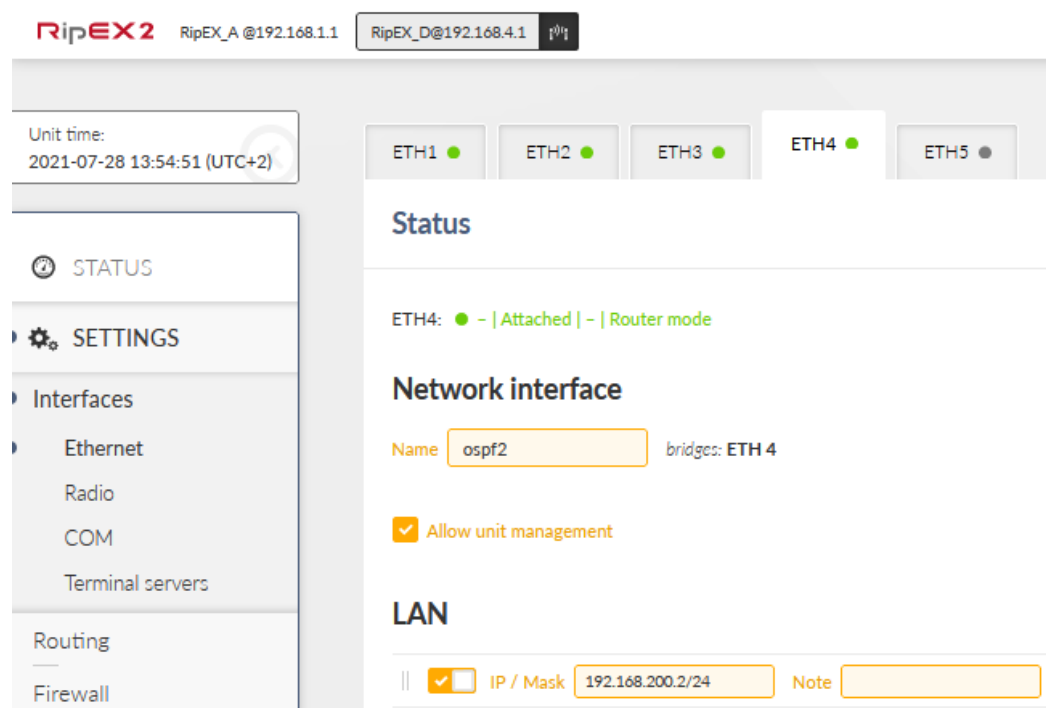 RipEX2 RipEX_A @192.168.1.1 RipEX_D@192.168.4.1
Unit time:
2021-07-28 13:54:51 (UTC+2)
ETH1 ETH2 ETH3 ETH4 ETH5
Status
STATUS
ETH4: – | Attached | – | Router mode
SETTINGS
Network interface
Interfaces
Name ospf2 bridges: ETH 4
Ethernet
Radio
Allow unit management
COM
Terminal servers
LAN
Routing
IP / Mask 192.168.200.2/24 Note
Firewall